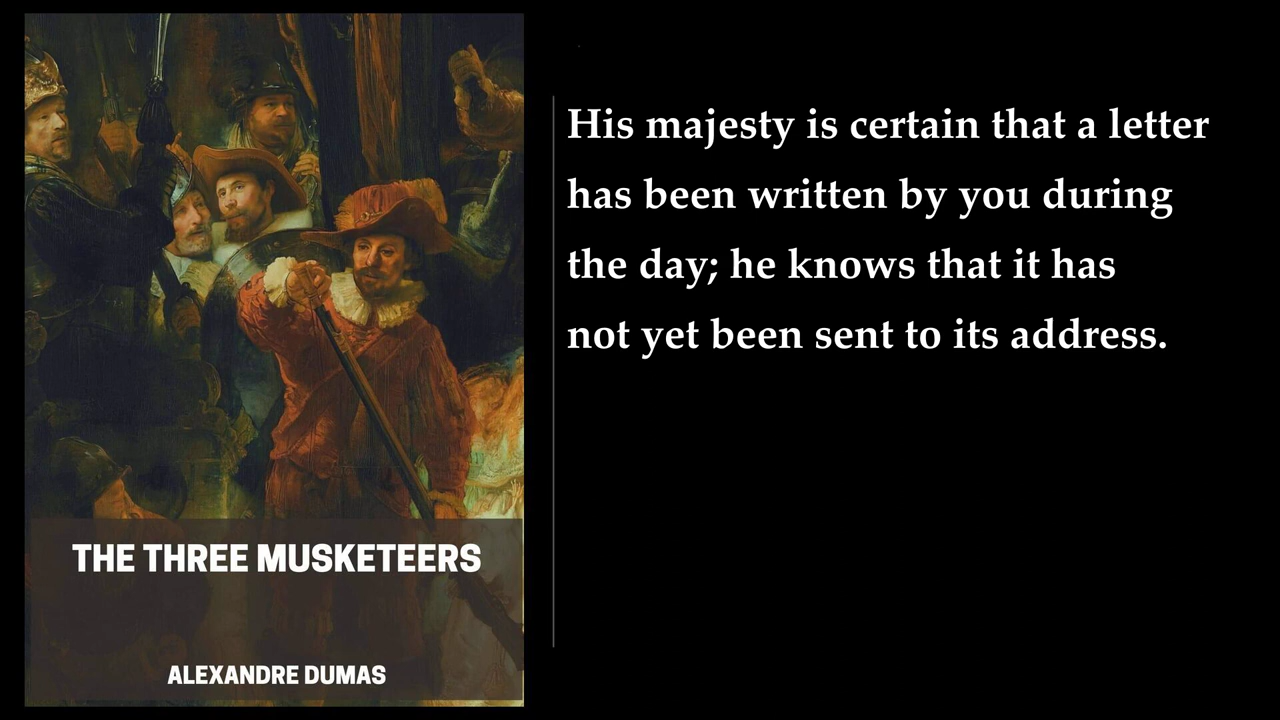 THE THREE MUSKETEERS
ALEXANDRE DUMAS
His majesty is certain that a letter
has been written by you during
the day; he knows that it has
not yet been sent to its address.